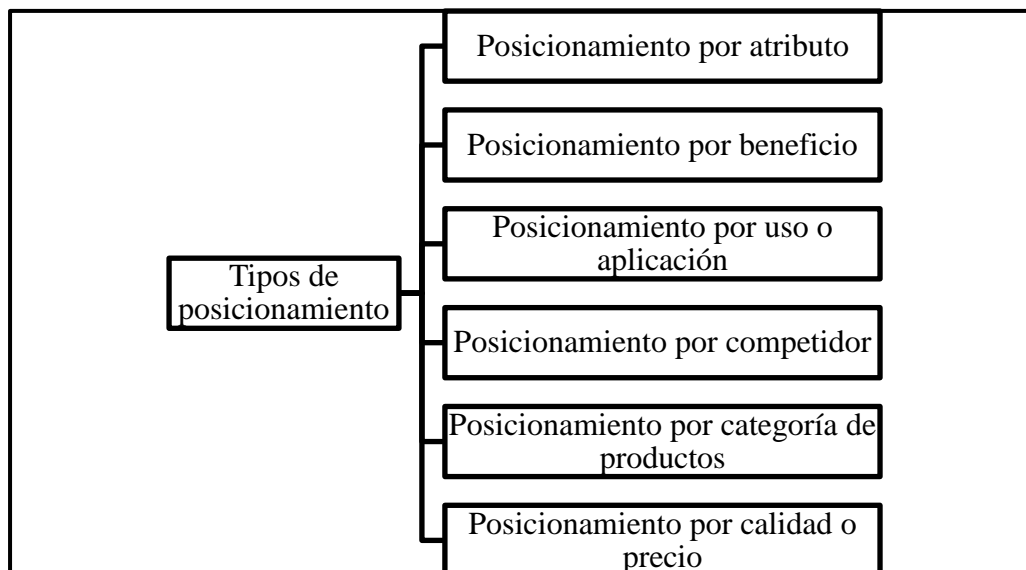 Posicionamiento por atributo
Posicionamiento por beneficio
Posicionamiento por uso o
aplicación
Tipos de
posicionamiento
Posicionamiento por competidor
Posicionamiento por categoría de
productos
Posicionamiento por calidad o
precio